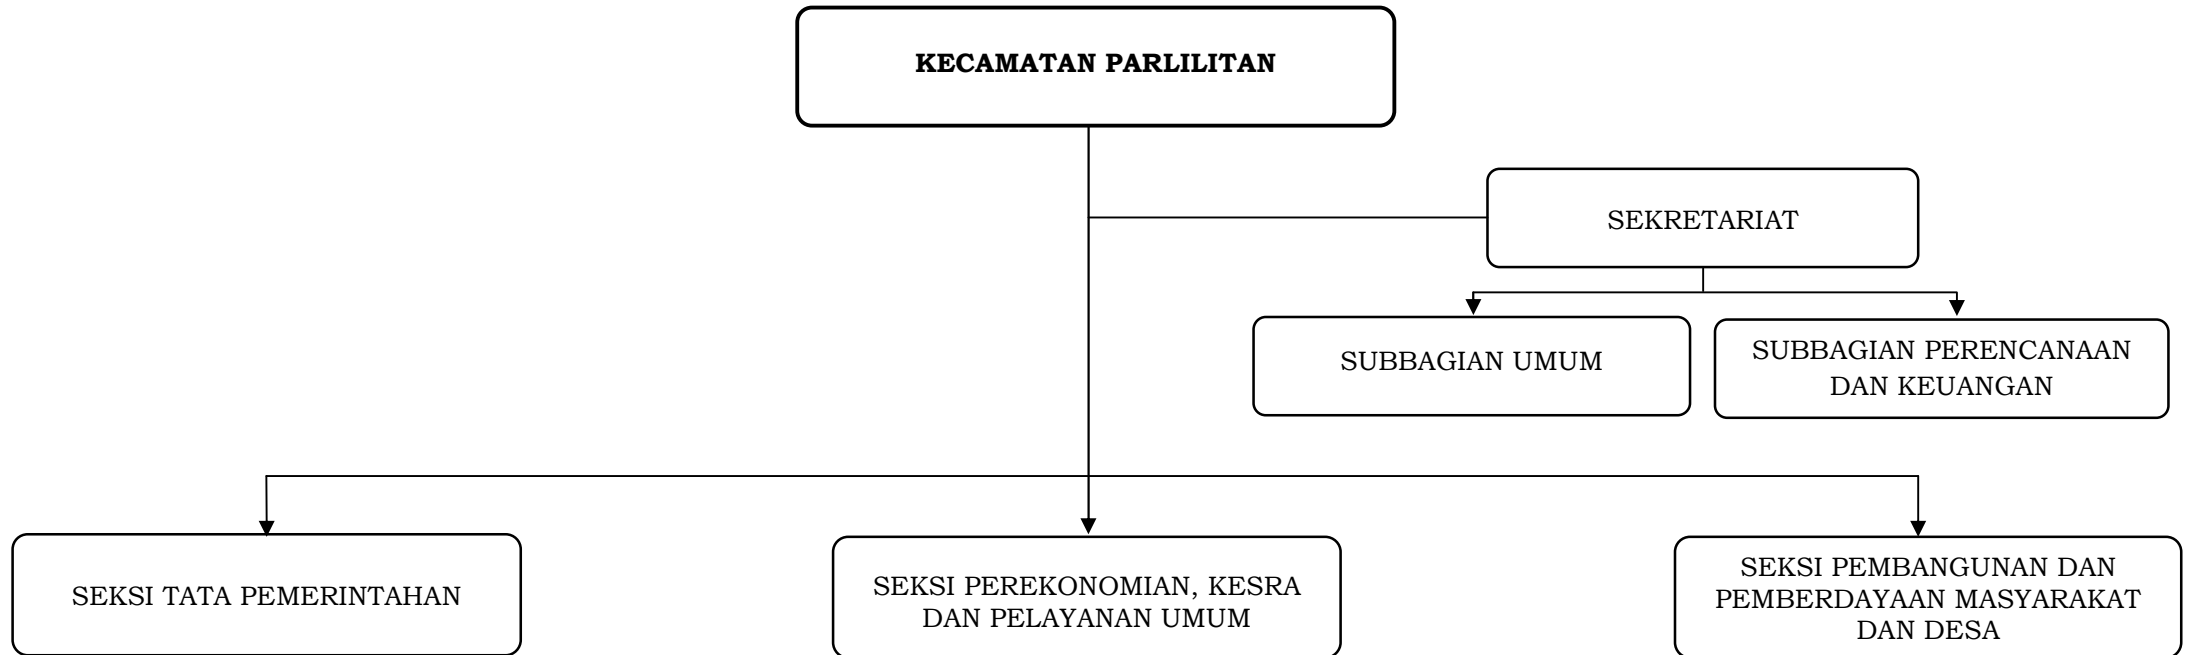 KECAMATAN PARLILITAN
SEKRETARIAT
SUBBAGIAN UMUM
SUBBAGIAN PERENCANAAN
DAN KEUANGAN
SEKSI TATA PEMERINTAHAN
SEKSI PEREKONOMIAN, KESRA
DAN PELAYANAN UMUM
SEKSI PEMBANGUNAN DAN
PEMBERDAYAAN MASYARAKAT
DAN DESA